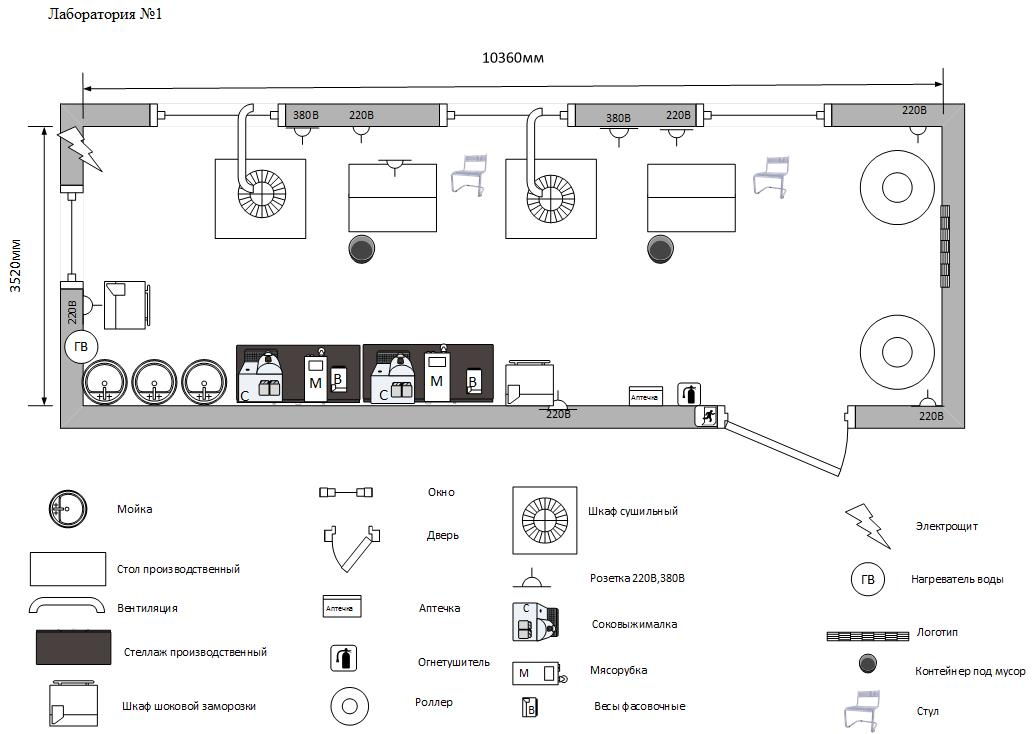 Лаборатория №1
10360мм
380В
220В
380В
220В
220В
3520мм
220В
ГВ
С
М
В
С
М
В
220В
Аптечка
220В
Мойка
Стол производственный
Вентиляция
Стеллаж производственный
Шкаф шоковой заморозки
Окно
Дверь
Аптечка
Аптечка
Огнетушитель
Роллер
Шкаф сушильный
Розетка 220В,380В
С
Соковыжималка
М
Мясорубка
В
Весы фасовочные
Электрощит
ГВ
Нагреватель воды
Логотип
Контейнер под мусор
Стул